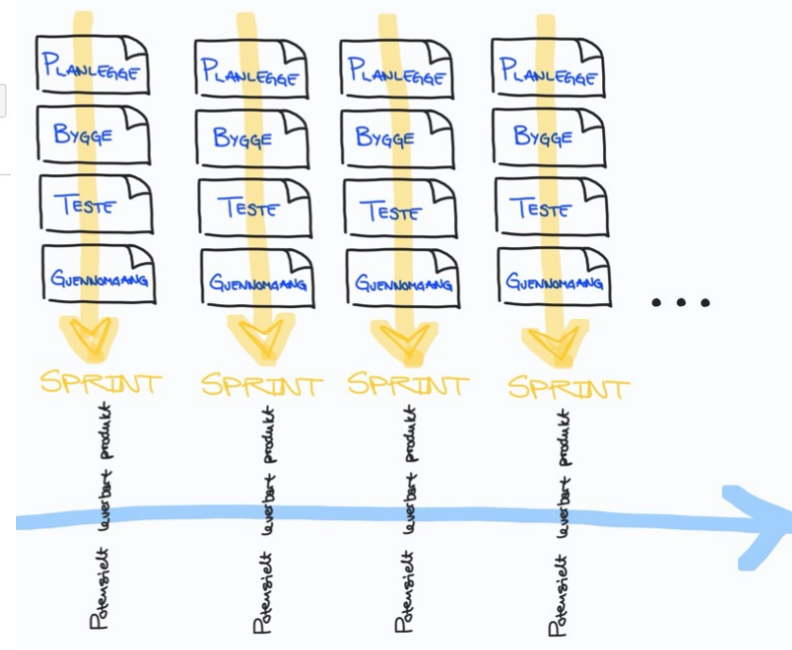 PLANLEGGE PLANLEGGE PLANLEGGE PLANLEGGE
BYGGE BYGGE BYGGE BYGGE
TESTE TESTE TESTE TESTE
GJENNOMGANG GJENNOMGANG GJENNOMGANG GJENNOMGANG
...
SPRINT SPRINT SPRINT SPRINT
Potensielt leverbart produkt
Potensielt leverbart produkt
Potensielt leverbart produkt
Potensielt leverbart produkt